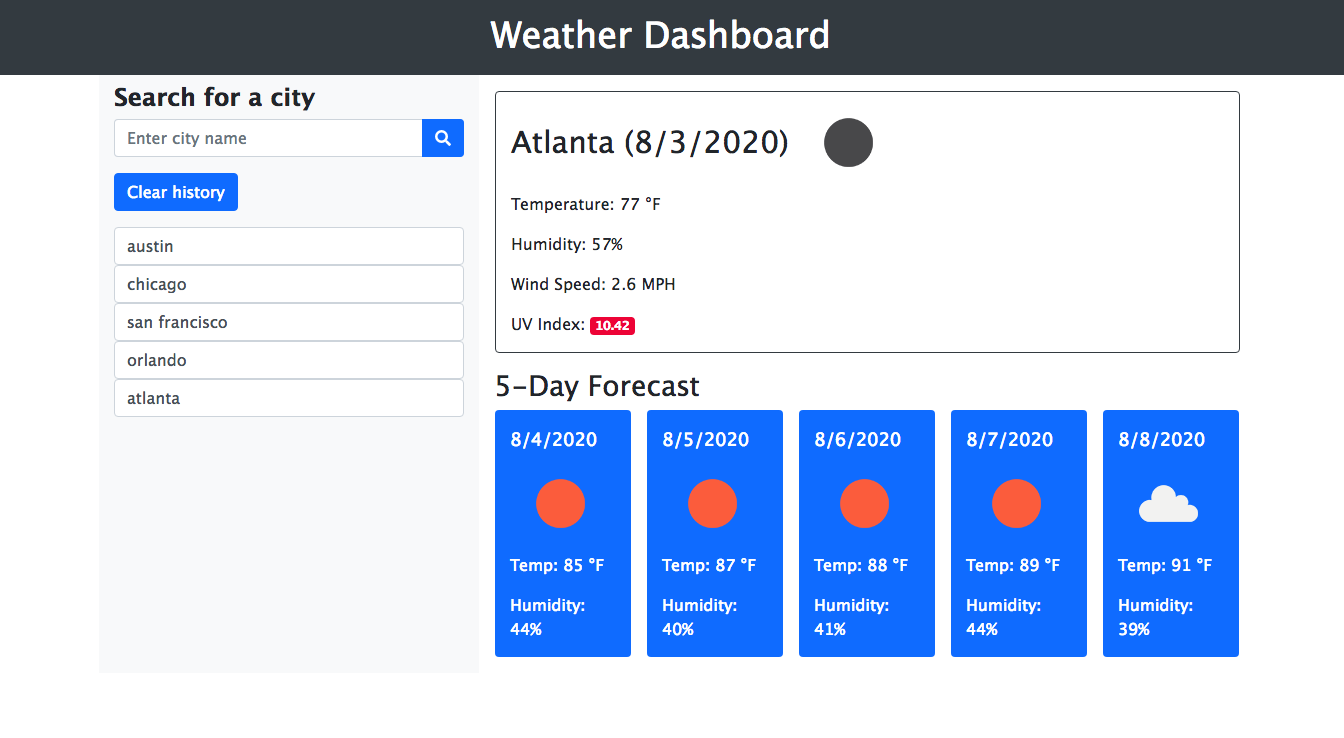 Weather Dashboard
Search for a city
Enter city name
Clear history
austin
chicago
san francisco
orlando
atlanta
Atlanta (8/3/2020)
Temperature: 77 °F
Humidity: 57%
Wind Speed: 2.6 MPH
UV Index: 10.42
5-Day Forecast
8/4/2020
Temp: 85 °F
Humidity:
44%
8/5/2020
Temp: 87 °F
Humidity:
40%
8/6/2020
Temp: 88 °F
Humidity:
41%
8/7/2020
Temp: 89 °F
Humidity:
44%
8/8/2020
Temp: 91 °F
Humidity:
39%